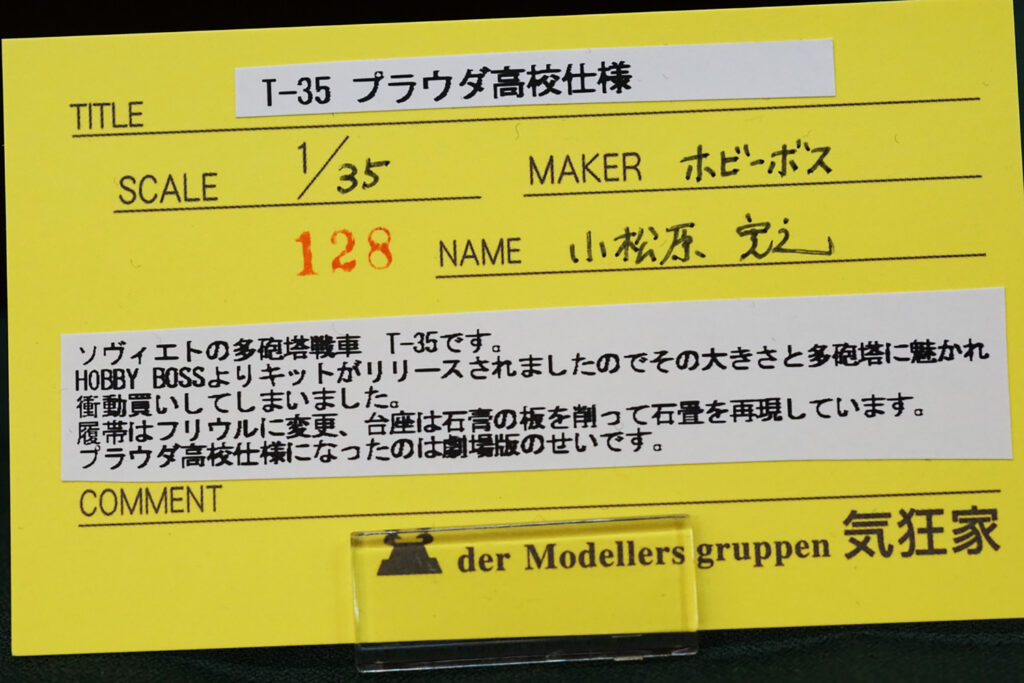 TITLE T-35 プラウダ高校仕様
SCALE 1/35 MAKER ホビーボス
128 NAME 小松原 完之
ソヴィエトの多砲塔戦車 T-35です。
HOBBY BOSSよりキットがリリースされましたのでその大きさと多砲塔に魅かれ
衝動買いしてしまいました。
履帯はフリウルに変更、台座は石膏の板を削って石畳を再現しています。
プラウダ高校仕様になったのは劇場版のせいです。
COMMENT
der Modellers gruppen 気狂家